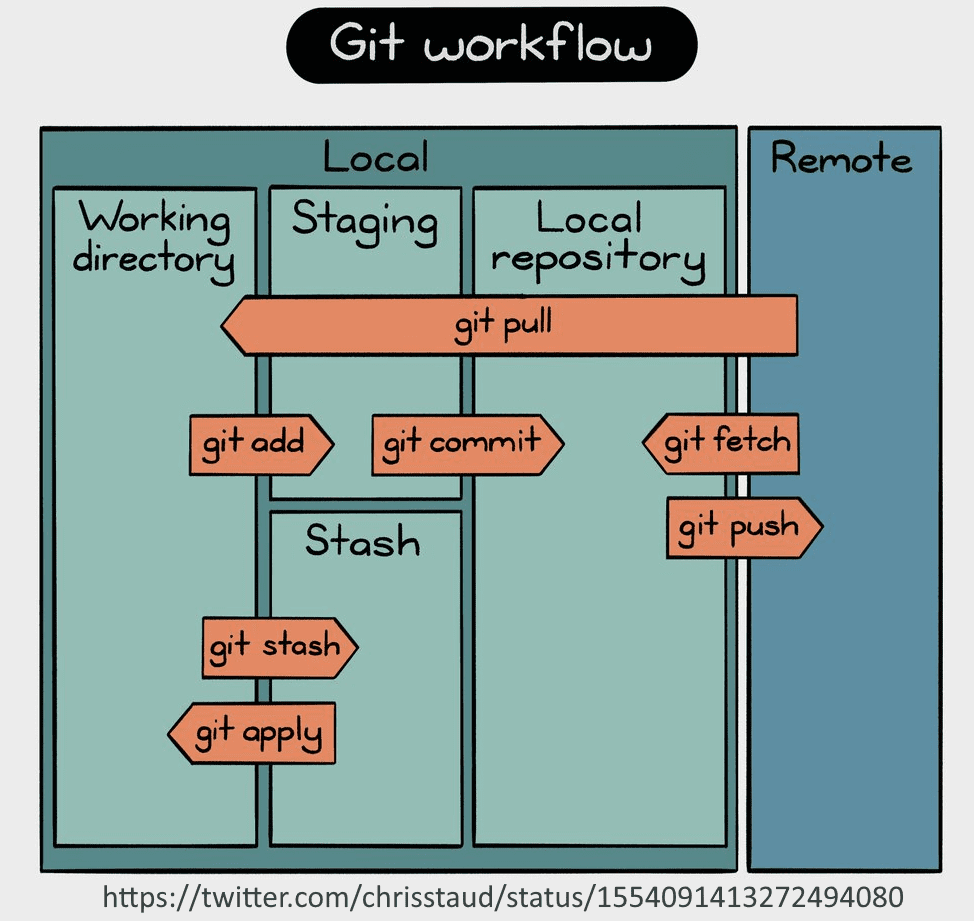 Git workflow
Local
Remote
Working
directory
Staging
Local
repository
git pull
git add
git commit
git fetch
git push
Stash
git stash
git apply
https://twitter.com/chrisstaud/status/1554091413272494080